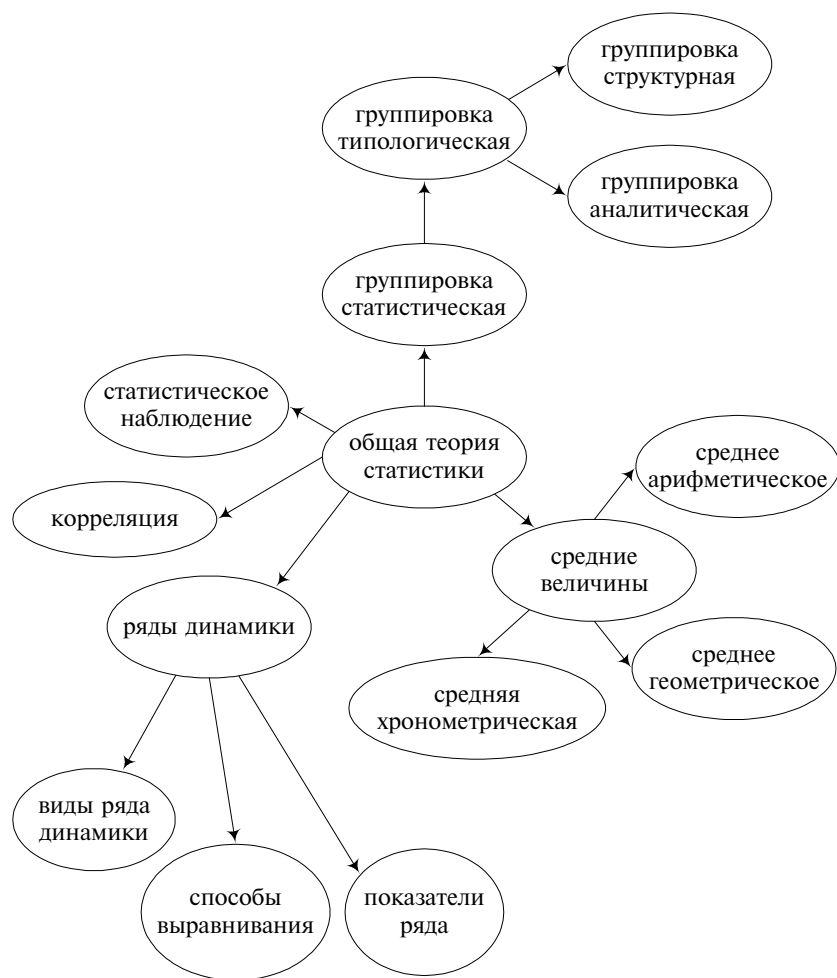 группировка
структурная
группировка
типологическая
группировка
аналитическая
группировка
статистическая
статистическое
наблюдение
общая теория
статистики
среднее
арифметическое
корреляция
средние
величины
ряды динамики
среднее
геометрическое
средняя
хронометрическая
виды ряда
динамики
способы
выравнивания
показатели
ряда